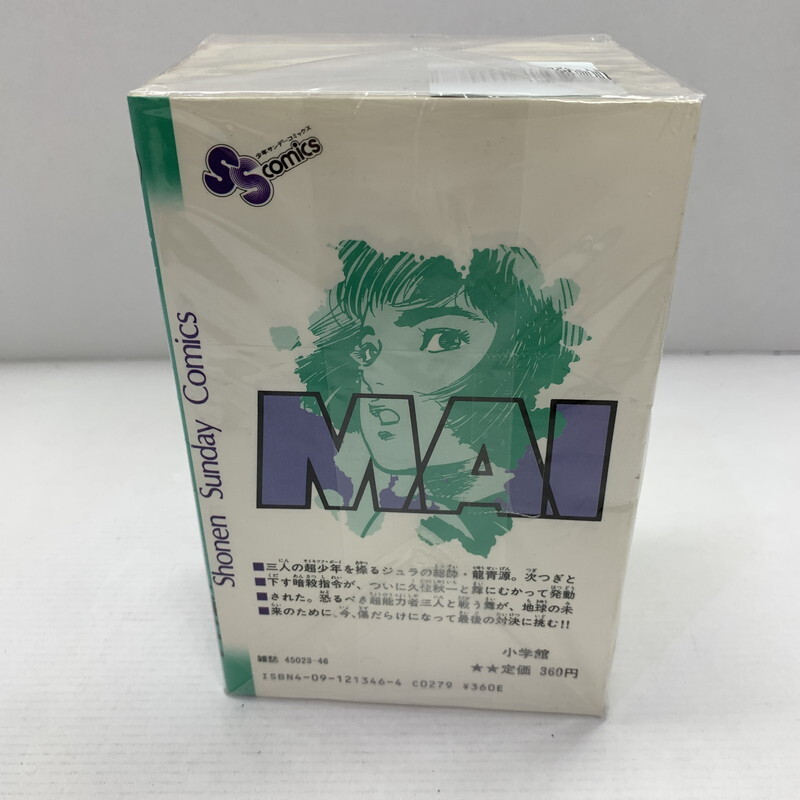 少年サンデーコミックス
SS comics
Shonen Sunday Comics
MAI
■三人の超少年を操るジュラの総帥・龍青源。次つぎと
■下す暗殺指令が、ついに久住秋一と舞にむかって発動
■された。恐るべき超能力者三人と戦う舞が、地球の未
■来のために、今、傷だらけになって最後の対決に挑む!!
小学館
雑誌 45023-46
★★定価 360円
ISBN4-09-121346-4 C0279 ¥360E